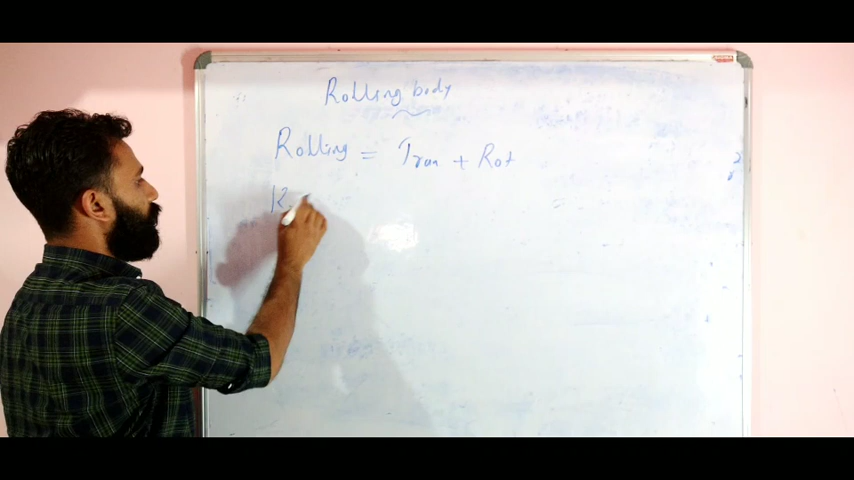 Rolling body
Rolling = Tran + Rot
K.